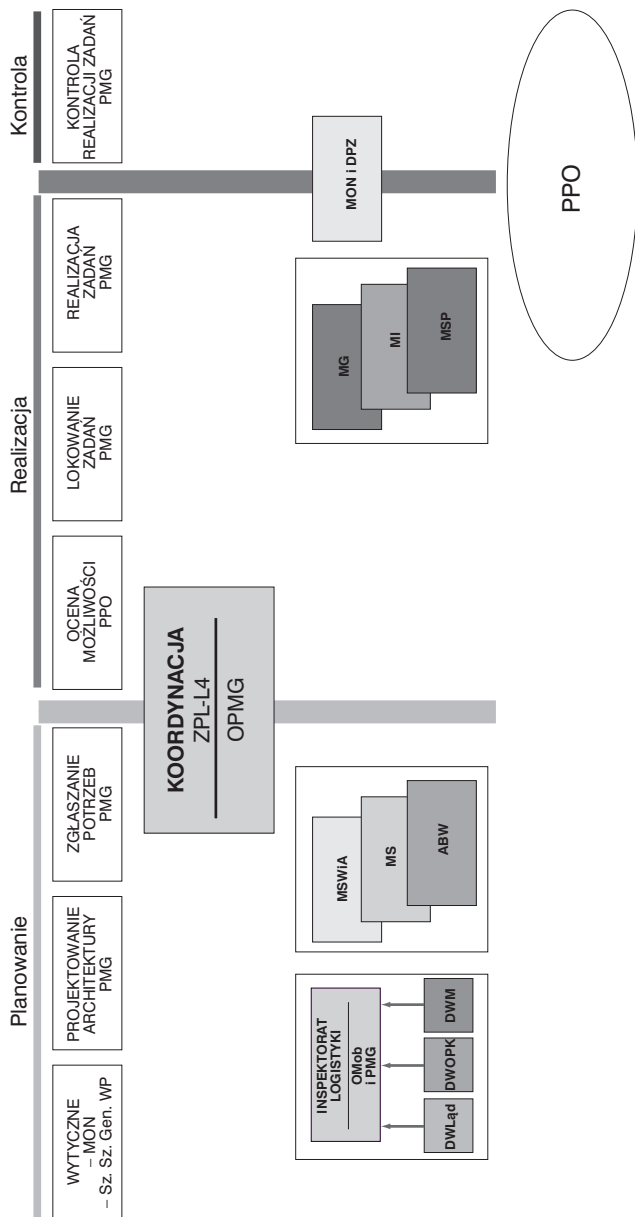 Planowanie
Realizacja
Kontrola
WYTYCZNE
– MON
– Sz. Sz. Gen. WP
PROJEKTOWANIE
ARCHITEKTURY
PMG
ZGŁASZANIE
POTRZEB
PMG
OCENA
MOŻLIWOŚCI
PPO
LOKOWANIE
ZADAŃ
PMG
REALIZACJA
ZADAŃ
PMG
KONTROLA
REALIZACJI ZADAŃ
PMG
KOORDYNACJA
ZPL-L4
OPMG
INSPEKTORAT
LOGISTYKI
OMob
i PMG
DWLąd
DWOPK
DWM
MSWiA
MS
ABW
MG
MI
MSP
MON i DPZ
PPO